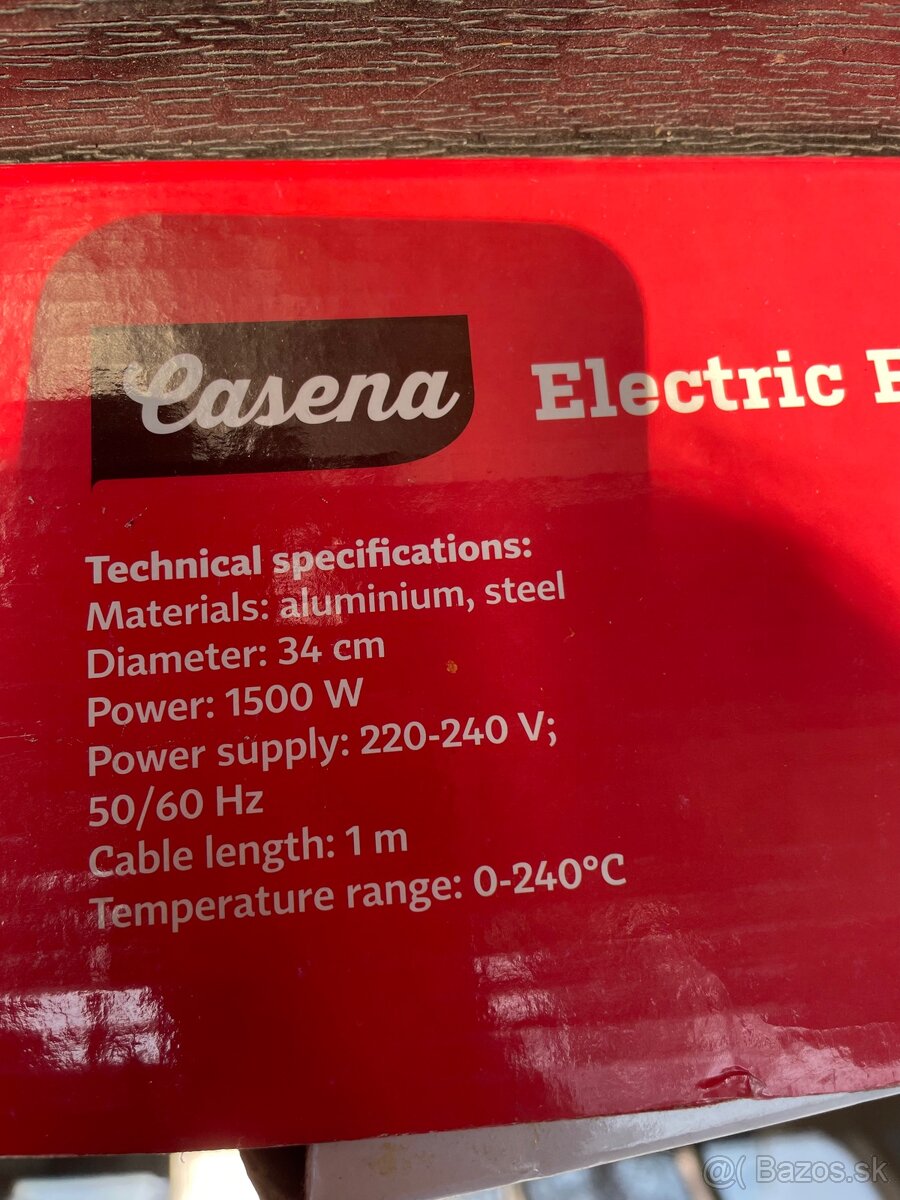 Casena
Electric
Technical specifications:
Materials: aluminium, steel
Diameter: 34 cm
Power: 1500 W
Power supply: 220-240 V;
50/60 Hz
Cable length: 1 m
Temperature range: 0-240°C
@( Bazos.sk